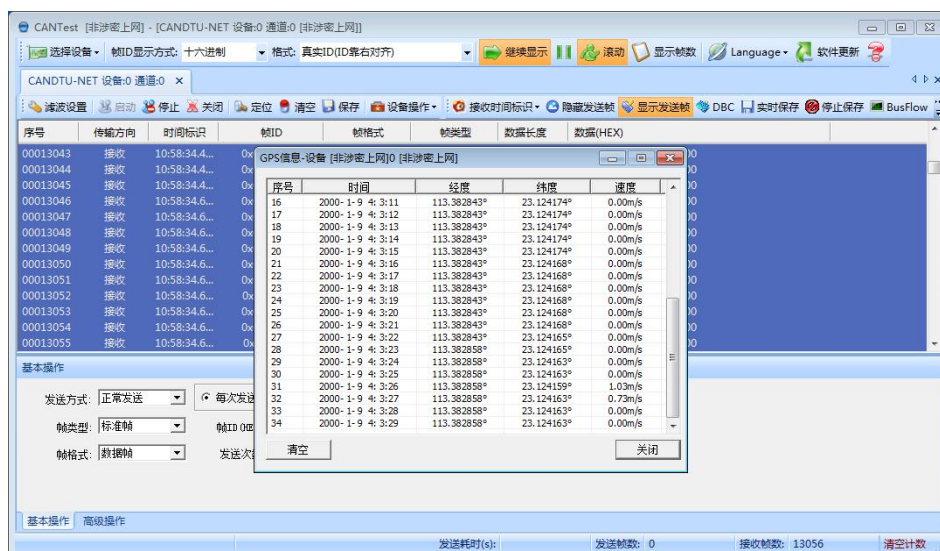 CANTest [非涉密上网] - [CANDTU-NET 设备:0 通道:0 [非涉密上网]]
选择设备 帧ID显示方式: 十六进制 格式: 真实ID(ID靠右对齐) 继续显示 滚动 显示帧数 Language 软件更新
CANDTU-NET 设备:0 通道:0 ×
滤波设置 启动 停止 关闭 定位 清空 保存 设备操作 接收时间标识 隐藏发送帧 显示发送帧 DBC 实时保存 停止保存 BusFlow
序号 传输方向 时间标识 帧ID 帧格式 帧类型 数据长度 数据(HEX)
00013043 接收 10:58:34.4... 0x
00013044 接收 10:58:34.4... 0x
00013045 接收 10:58:34.4... 0x
00013046 接收 10:58:34.6... 0x
00013047 接收 10:58:34.6... 0x
00013048 接收 10:58:34.6... 0x
00013049 接收 10:58:34.6... 0x
00013050 接收 10:58:34.6... 0x
00013051 接收 10:58:34.6... 0x
00013052 接收 10:58:34.6... 0x
00013053 接收 10:58:34.6... 0x
00013054 接收 10:58:34.6... 0x
00013055 接收 10:58:34.6... 0x
GPS信息-设备 [非涉密上网]0 [非涉密上网]
序号 时间 经度 纬度 速度
16 2000- 1- 9 4: 3:11 113.382843° 23.124174° 0.00m/s
17 2000- 1- 9 4: 3:12 113.382843° 23.124174° 0.00m/s
18 2000- 1- 9 4: 3:13 113.382843° 23.124174° 0.00m/s
19 2000- 1- 9 4: 3:14 113.382843° 23.124174° 0.00m/s
20 2000- 1- 9 4: 3:15 113.382843° 23.124174° 0.00m/s
21 2000- 1- 9 4: 3:16 113.382843° 23.124168° 0.00m/s
22 2000- 1- 9 4: 3:17 113.382843° 23.124168° 0.00m/s
23 2000- 1- 9 4: 3:18 113.382843° 23.124168° 0.00m/s
24 2000- 1- 9 4: 3:19 113.382843° 23.124168° 0.00m/s
25 2000- 1- 9 4: 3:20 113.382843° 23.124168° 0.00m/s
26 2000- 1- 9 4: 3:21 113.382843° 23.124168° 0.00m/s
27 2000- 1- 9 4: 3:22 113.382843° 23.124165° 0.00m/s
28 2000- 1- 9 4: 3:23 113.382858° 23.124165° 0.00m/s
29 2000- 1- 9 4: 3:24 113.382858° 23.124163° 0.00m/s
30 2000- 1- 9 4: 3:25 113.382858° 23.124163° 0.00m/s
31 2000- 1- 9 4: 3:26 113.382858° 23.124159° 1.03m/s
32 2000- 1- 9 4: 3:27 113.382858° 23.124163° 0.73m/s
33 2000- 1- 9 4: 3:28 113.382858° 23.124163° 0.00m/s
34 2000- 1- 9 4: 3:29 113.382858° 23.124163° 0.00m/s
清空 关闭
基本操作
发送方式: 正常发送 每次发送
帧类型: 标准帧 帧ID(HE
帧格式: 数据帧 发送次
基本操作 高级操作
发送耗时(s): 发送帧数: 0 接收帧数: 13056 清空计数